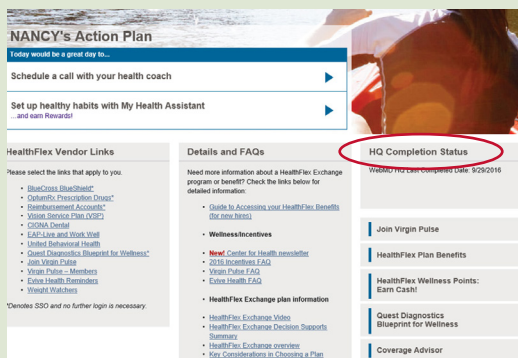 NANCY's Action Plan
Today would be a great day to...
Schedule a call with your health coach
Set up healthy habits with My Health Assistant
...and earn Rewards!
HealthFlex Vendor Links
Please select the links that apply to you.
• BlueCross BlueShield*
• OptumRx Prescription Drugs*
• Reimbursement Accounts*
• Vision Service Plan (VSP)
• CIGNA Dental
• EAP-Live and Work Well
• United Behavioral Health
• Quest Diagnostics Blueprint for Wellness*
• Join Virgin Pulse
• Virgin Pulse – Members
• Evive Health Reminders
• Weight Watchers
*Denotes SSO and no further login is necessary.
Details and FAQs
Need more information about a HealthFlex Exchange
program or benefit? Check the links below for
detailed information:
• Guide to Accessing your HealthFlex Benefits
(for new hires)
• Wellness/Incentives
• New! Center for Health newsletter
• 2016 Incentives FAQ
• Virgin Pulse FAQ
• Evive Health FAQ
• HealthFlex Exchange plan information
• HealthFlex Exchange Video
• HealthFlex Exchange Decision Supports
Summary
• HealthFlex Exchange overview
• Key Considerations in Choosing a Plan
HQ Completion Status
WebMD HQ Last Completed Date: 9/29/2016
Join Virgin Pulse
HealthFlex Plan Benefits
HealthFlex Wellness Points:
Earn Cash!
Quest Diagnostics
Blueprint for Wellness
Coverage Advisor